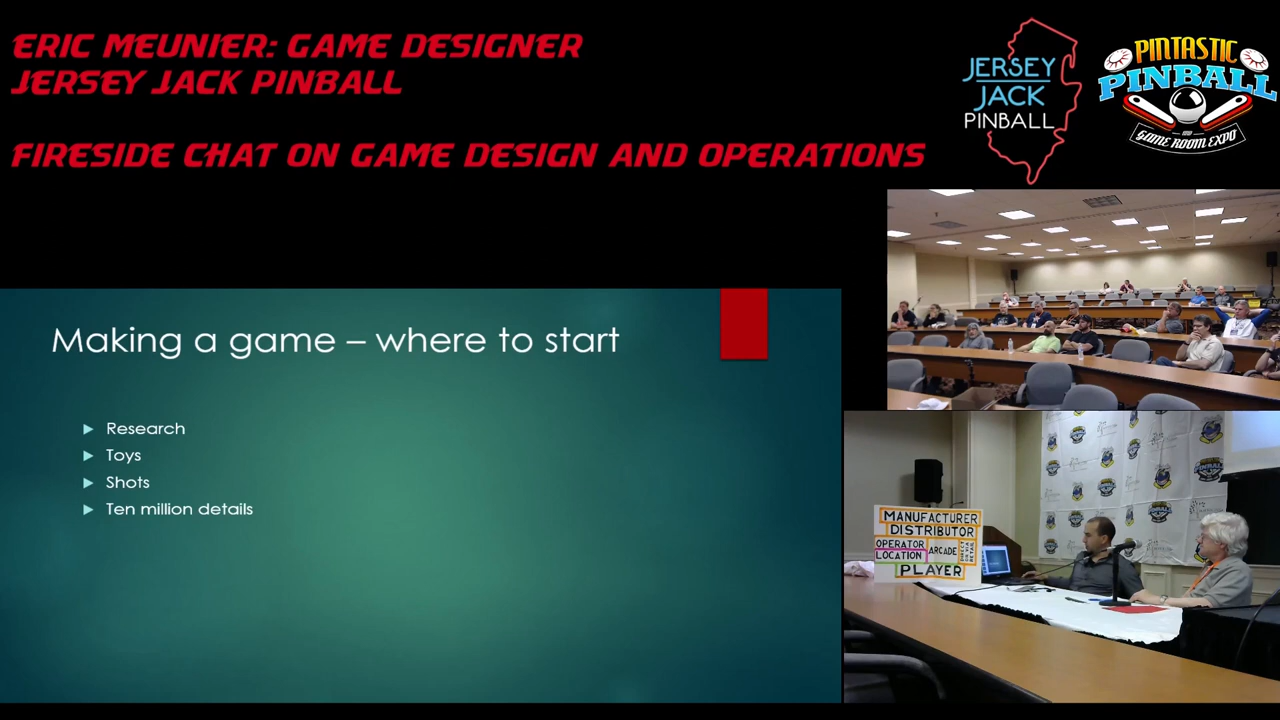 ERIC MEUNIER: GAME DESIGNER
JERSEY JACK PINBALL
FIRESIDE CHAT ON GAME DESIGN AND OPERATIONS
JERSEY
JACK
PINBALL
PINTASTIC
PINBALL
AND
GAME ROOM EXPO
Making a game – where to start
Research
Toys
Shots
Ten million details
MANUFACTURER
DISTRIBUTOR
OPERATOR
LOCATION
ARCADE
PLAYER